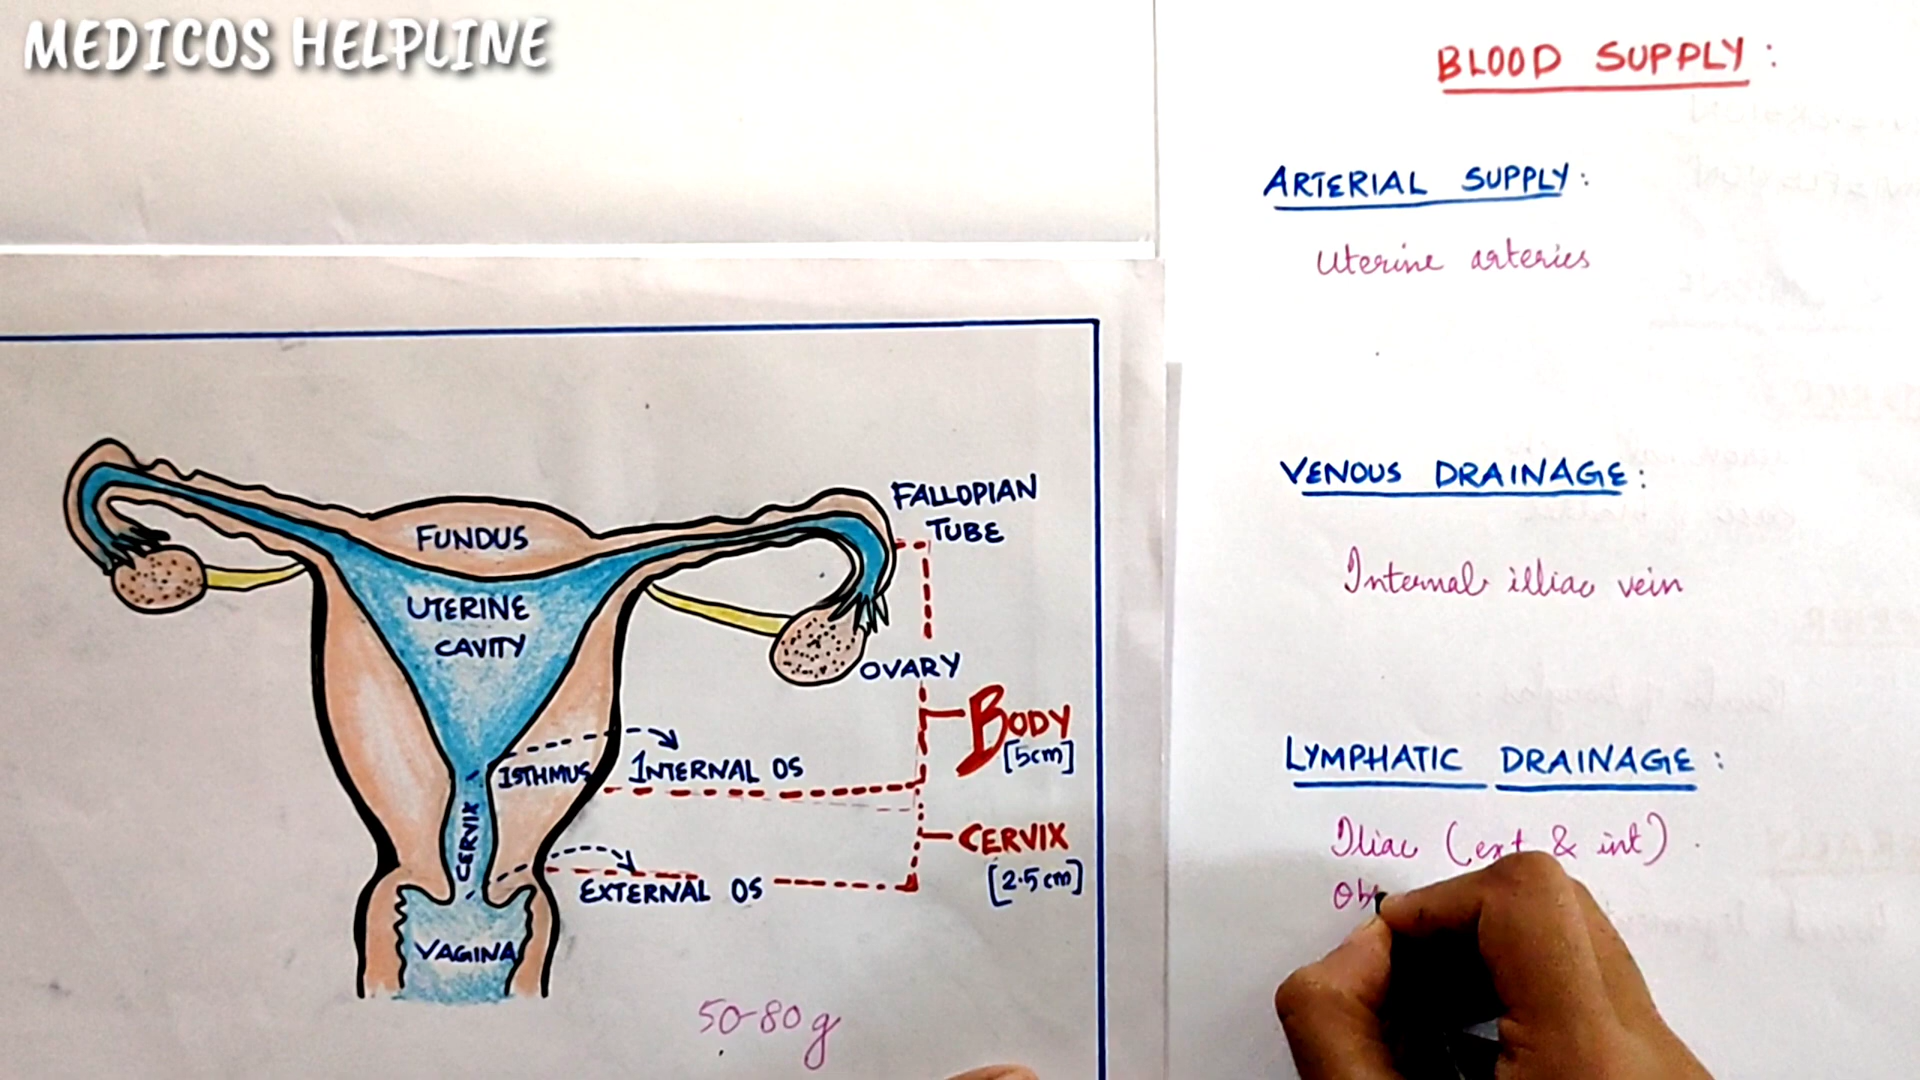 MEDICOS HELPLINE
FUNDUS
UTERINE
CAVITY
FALLOPIAN
TUBE
OVARY
BODY
[5cm]
ISTHMUS
INTERNAL OS
CERVIX
CERVIX
[2.5cm]
EXTERNAL OS
VAGINA
50-80g
BLOOD SUPPLY:
ARTERIAL SUPPLY:
Uterine arteries
VENOUS DRAINAGE:
Internal illiac vein
LYMPHATIC DRAINAGE:
Iliac (ext & int)